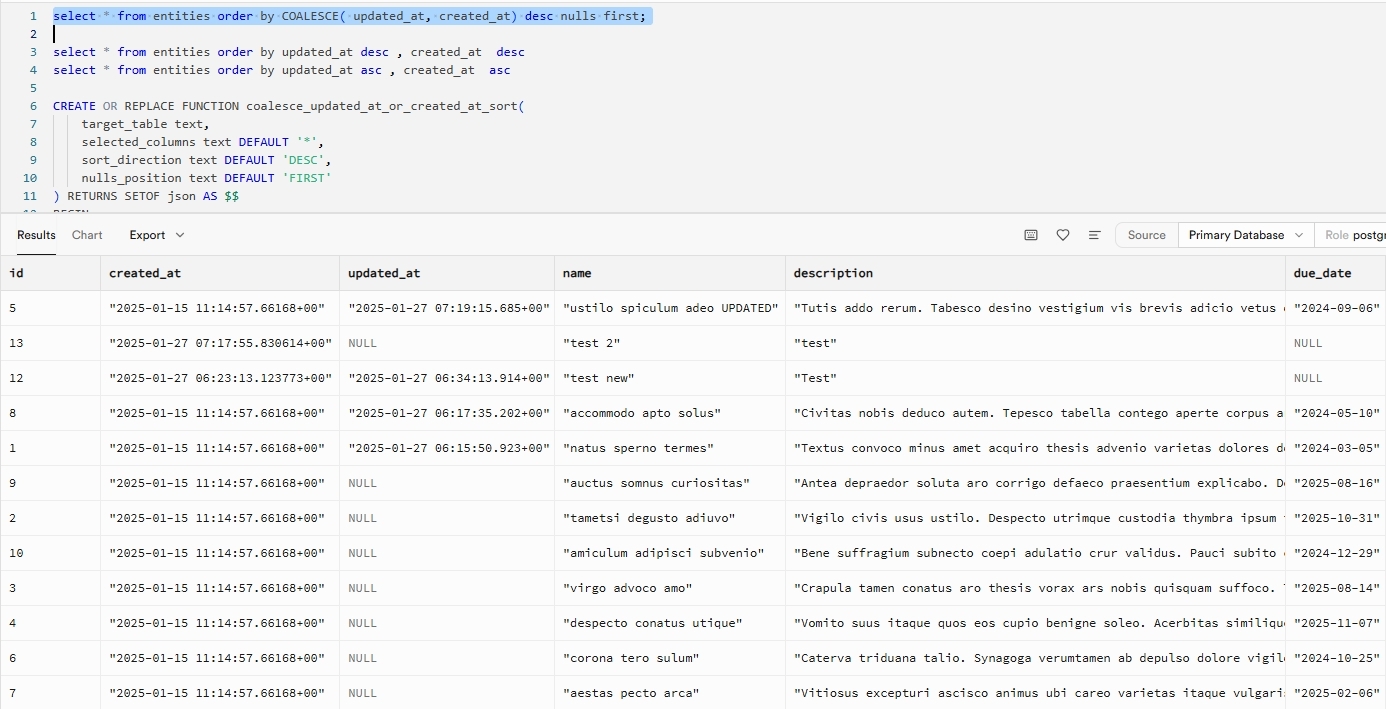 1 select * from entities order by COALESCE( updated_at, created_at) desc nulls first;
2
3 select * from entities order by updated_at desc , created_at  desc
4 select * from entities order by updated_at asc , created_at  asc
5
6 CREATE OR REPLACE FUNCTION coalesce_updated_at_or_created_at_sort(
7 target_table text,
8 selected_columns text DEFAULT '*',
9 sort_direction text DEFAULT 'DESC',
10 nulls_position text DEFAULT 'FIRST'
11 ) RETURNS SETOF json AS $$
Results Chart Export Source Primary Database Role
id created_at updated_at name description due_date
5 "2025-01-15 11:14:57.66168+00" "2025-01-27 07:19:15.685+00" "ustilo spiculum adeo UPDATED" "Tutis addo rerum. Tabesco desino vestigium vis brevis adicio vetus "2024-09-06"
13 "2025-01-27 07:17:55.830614+00" NULL "test 2" "test" NULL
12 "2025-01-27 06:23:13.123773+00" "2025-01-27 06:34:13.914+00" "test new" "Test" NULL
8 "2025-01-15 11:14:57.66168+00" "2025-01-27 06:17:35.202+00" "accommodo apto solus" "Civitas nobis deduco autem. Tepesco tabella contego aperte corpus a "2024-05-10"
1 "2025-01-15 11:14:57.66168+00" "2025-01-27 06:15:50.923+00" "natus sperno termes" "Textus convoco minus amet acquiro thesis advenio varietas dolores "2024-03-05"
9 "2025-01-15 11:14:57.66168+00" NULL "auctus somnus curiositas" "Antea depraedor soluta aro corrigo defaeco praesentium explicabo. "2025-08-16"
2 "2025-01-15 11:14:57.66168+00" NULL "tametsi degusto adiuvo" "Vigilo civis usus ustilo. Despecto utrimque custodia thymbra ipsum "2025-10-31"
10 "2025-01-15 11:14:57.66168+00" NULL "amiculum adipisci subvenio" "Bene suffragium subnecto coepi adulatio crur validus. Pauci subito "2024-12-29"
3 "2025-01-15 11:14:57.66168+00" NULL "virgo advoco amo" "Crapula tamen conatus aro thesis vorax ars nobis quisquam suffoco. "2025-08-14"
4 "2025-01-15 11:14:57.66168+00" NULL "despecto conatus utique" "Vomito suus itaque quos eos cupio benigne soleo. Acerbitas "2025-11-07"
6 "2025-01-15 11:14:57.66168+00" NULL "corona tero sulum" "Caterva triduana talio. Synagoga verumtamen ab depulso dolore "2024-10-25"
7 "2025-01-15 11:14:57.66168+00" NULL "aestas pecto arca" "Vitiosus excepturi ascisco animus ubi careo varietas itaque "2025-02-06"